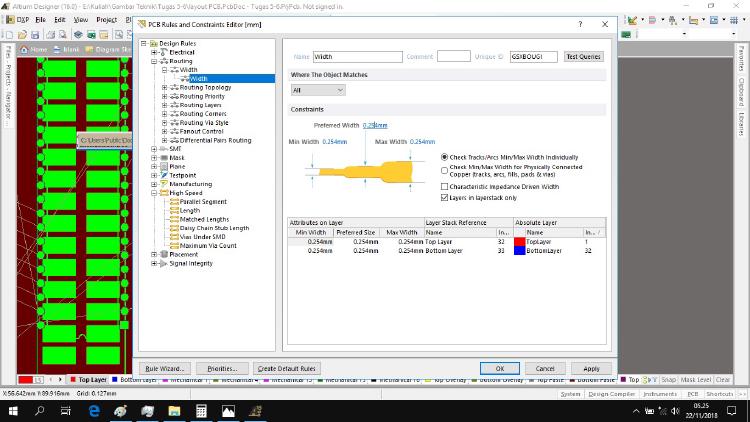 Altium Designer (16.0) - E:\Kuliah\Gambar Teknik\Tugas 5-6\Layout PCB.PcbDoc - Tugas 5-6.PrjPcb. Not signed in.
DXP File Edit View Project
Home blank Diagram Ske
Files Projects Navigator
Favorites Clipboard Libraries
C:\Users\Public\Doc
PCB Rules and Constraints Editor [mm]
Design Rules
Electrical
Routing
Width
Width
Routing Topology
Routing Priority
Routing Layers
Routing Corners
Routing Via Style
Fanout Control
Differential Pairs Routing
SMT
Mask
Plane
Testpoint
Manufacturing
High Speed
Parallel Segment
Length
Matched Lengths
Daisy Chain Stub Length
Vias Under SMD
Maximum Via Count
Placement
Signal Integrity
Name Width Comment Unique ID GSXBOUGI Test Queries
Where The Object Matches
All
Constraints
Preferred Width 0.254mm
Min Width 0.254mm Max Width 0.254mm
Check Tracks/Arcs Min/Max Width Individually
Check Min/Max Width for Physically Connected
Copper (tracks, arcs, fills, pads & vias)
Characteristic Impedance Driven Width
Layers in layerstack only
Attributes on Layer Layer Stack Reference Absolute Layer
Min Width Preferred Size Max Width Name In... Name In...
0.254mm 0.254mm 0.254mm Top Layer 32 TopLayer 1
0.254mm 0.254mm 0.254mm Bottom Layer 33 BottomLayer 32
Rule Wizard... Priorities... Create Default Rules OK Cancel Apply
LS Top Layer Bottom Layer Mechanical 1 Mechanical 4 Mechanical 13 Mechanical 15 Mechanical 16 Top Overlay Bottom Overlay Top Paste Bottom Paste Top Snap Mask Level Clear
X:56.642mm Y:89.916mm Grid: 0.127mm System Design Compiler Instruments PCB Shortcuts >>
05.25
22/11/2018